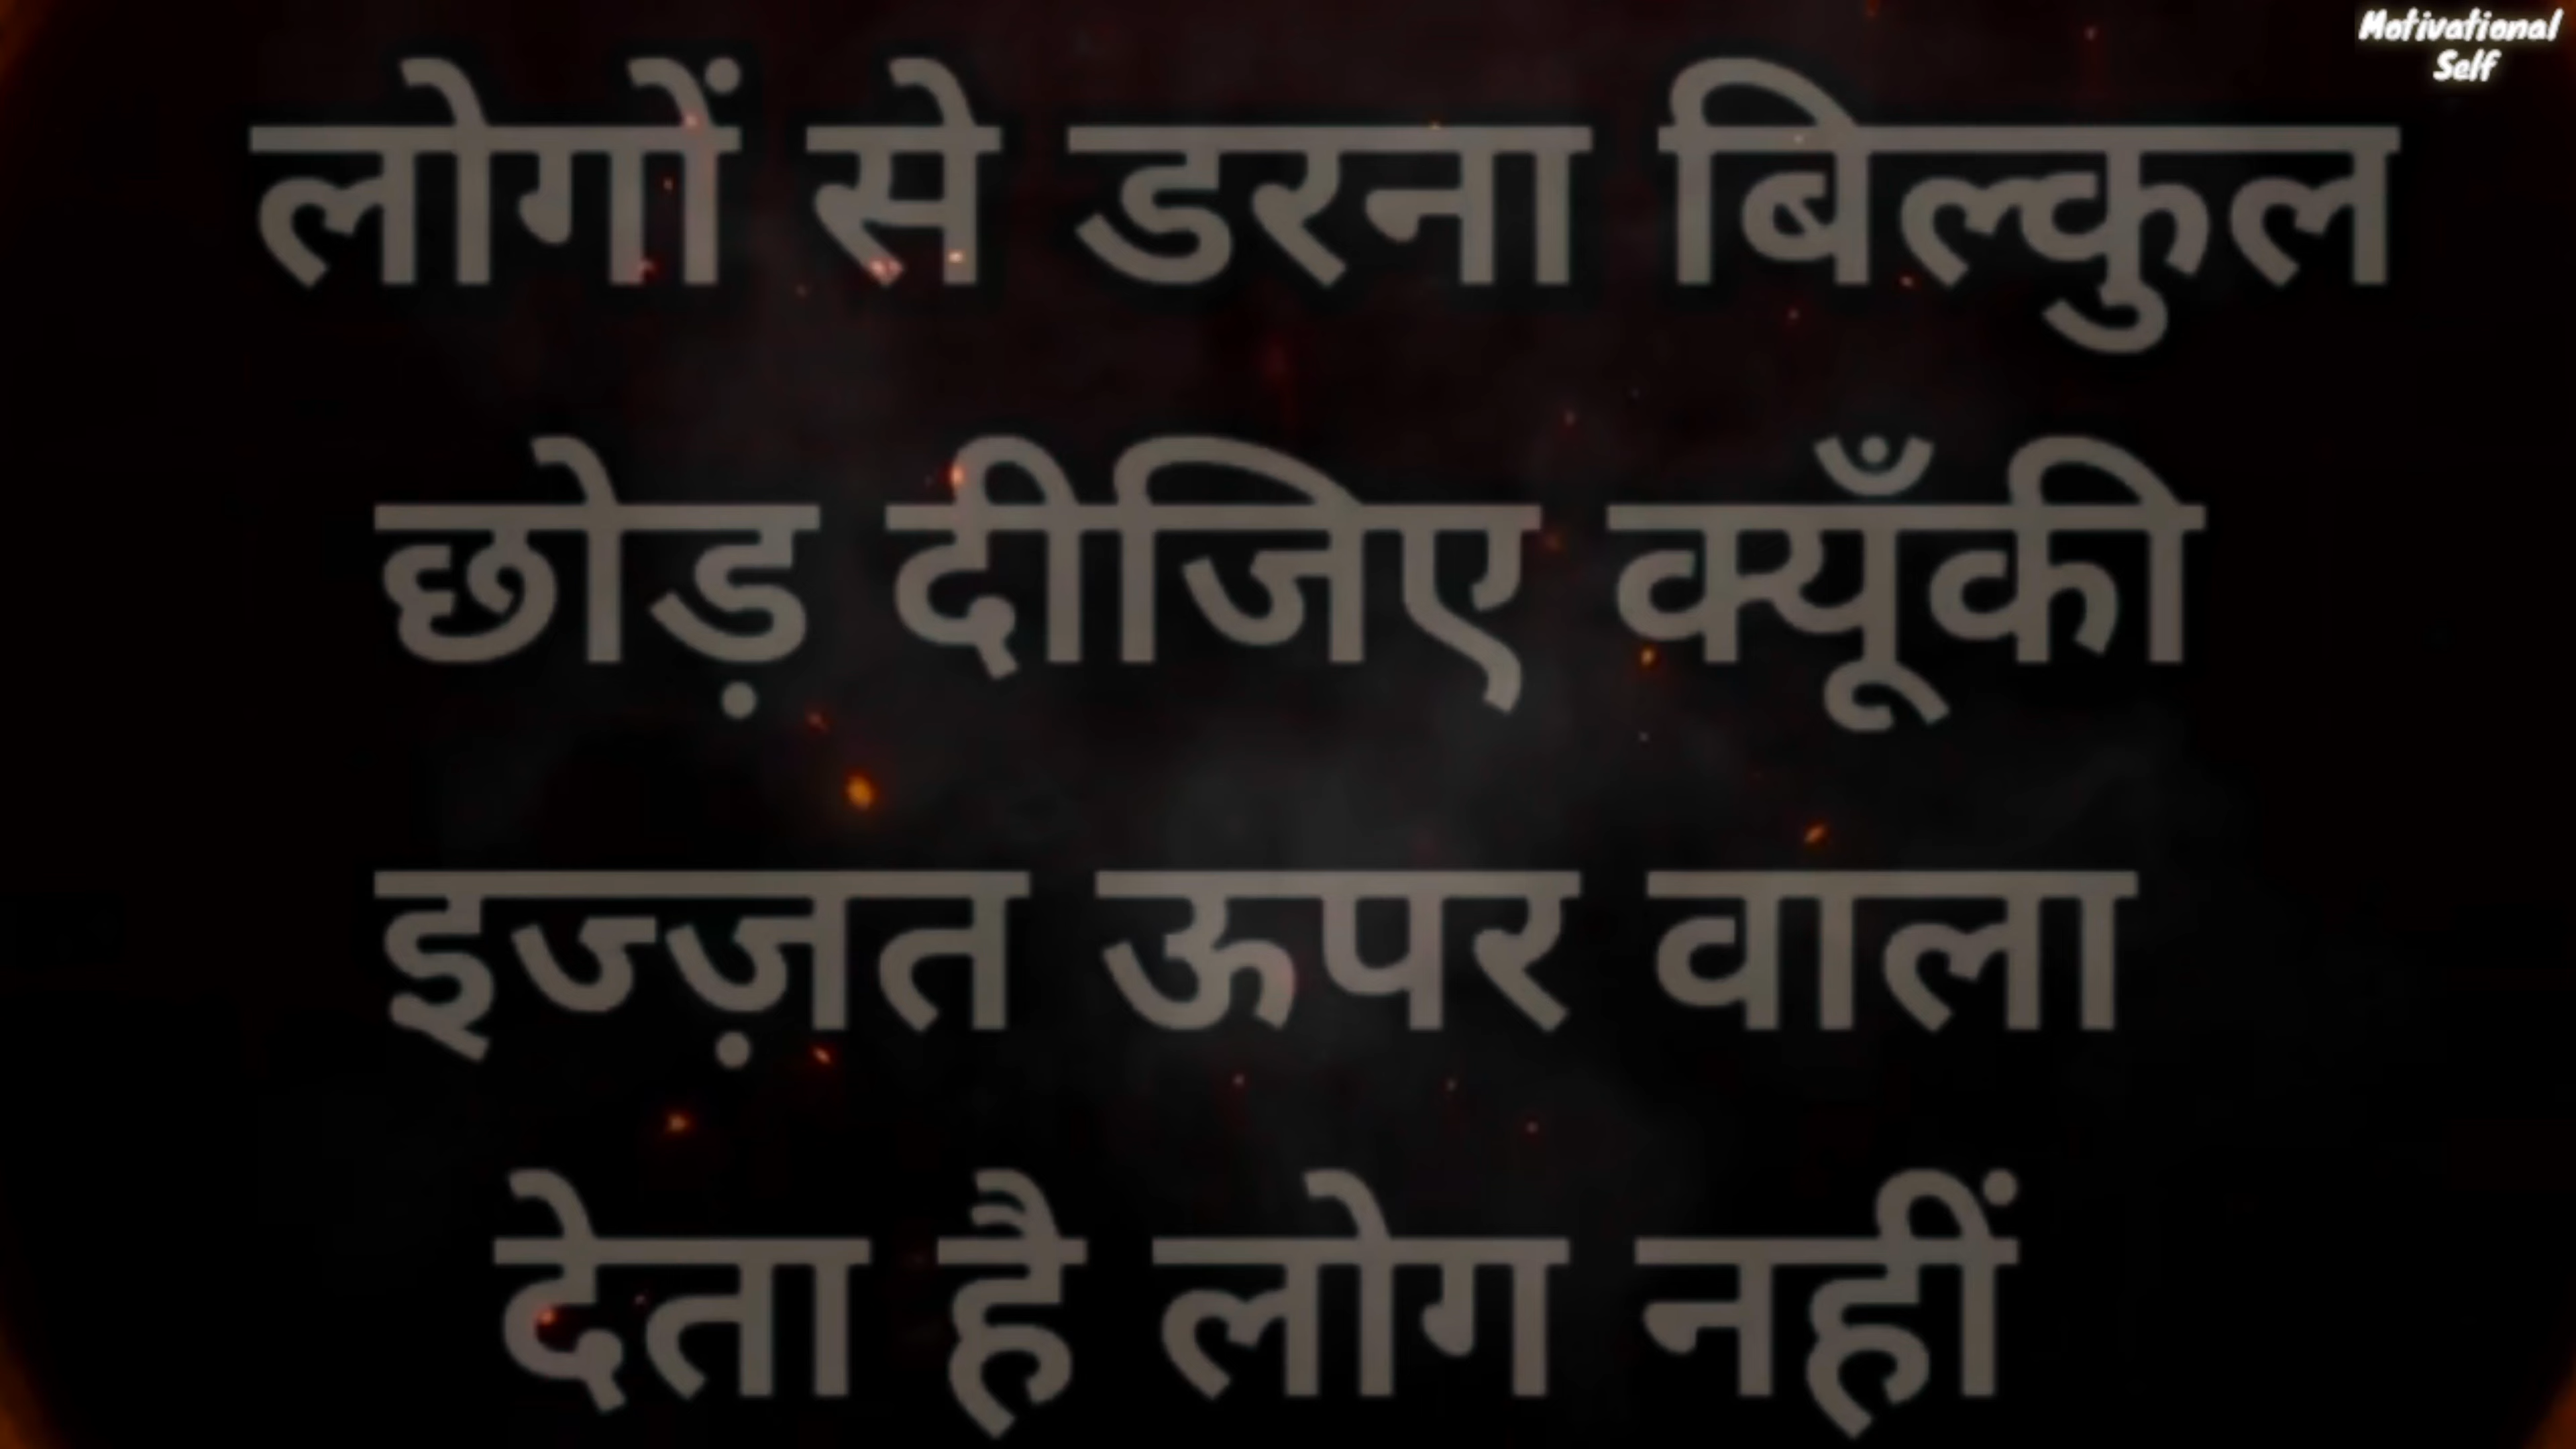 Motivational
Self
लोगों से डरना बिल्कुल
छोड़ दीजिए क्यूँकी
इज्ज़त ऊपर वाला
देता है लोग नहीं